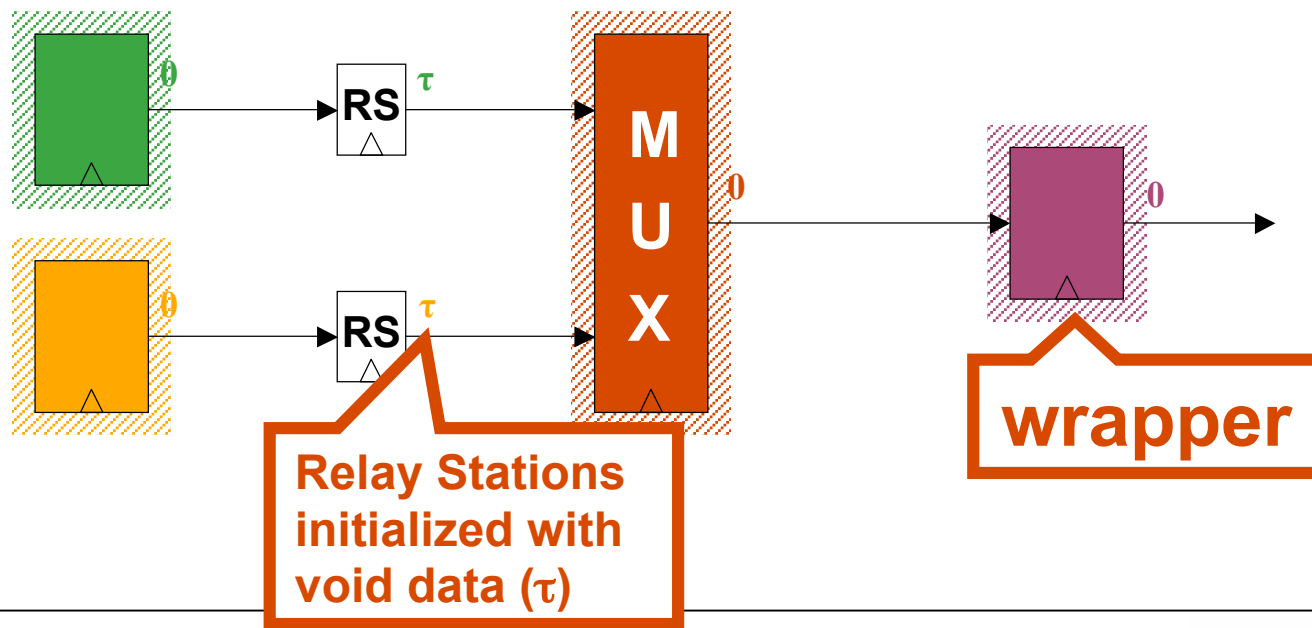 0
RS
τ
0
RS
τ
M
U
X
0
0
wrapper
Relay Stations
initialized with
void data (τ)